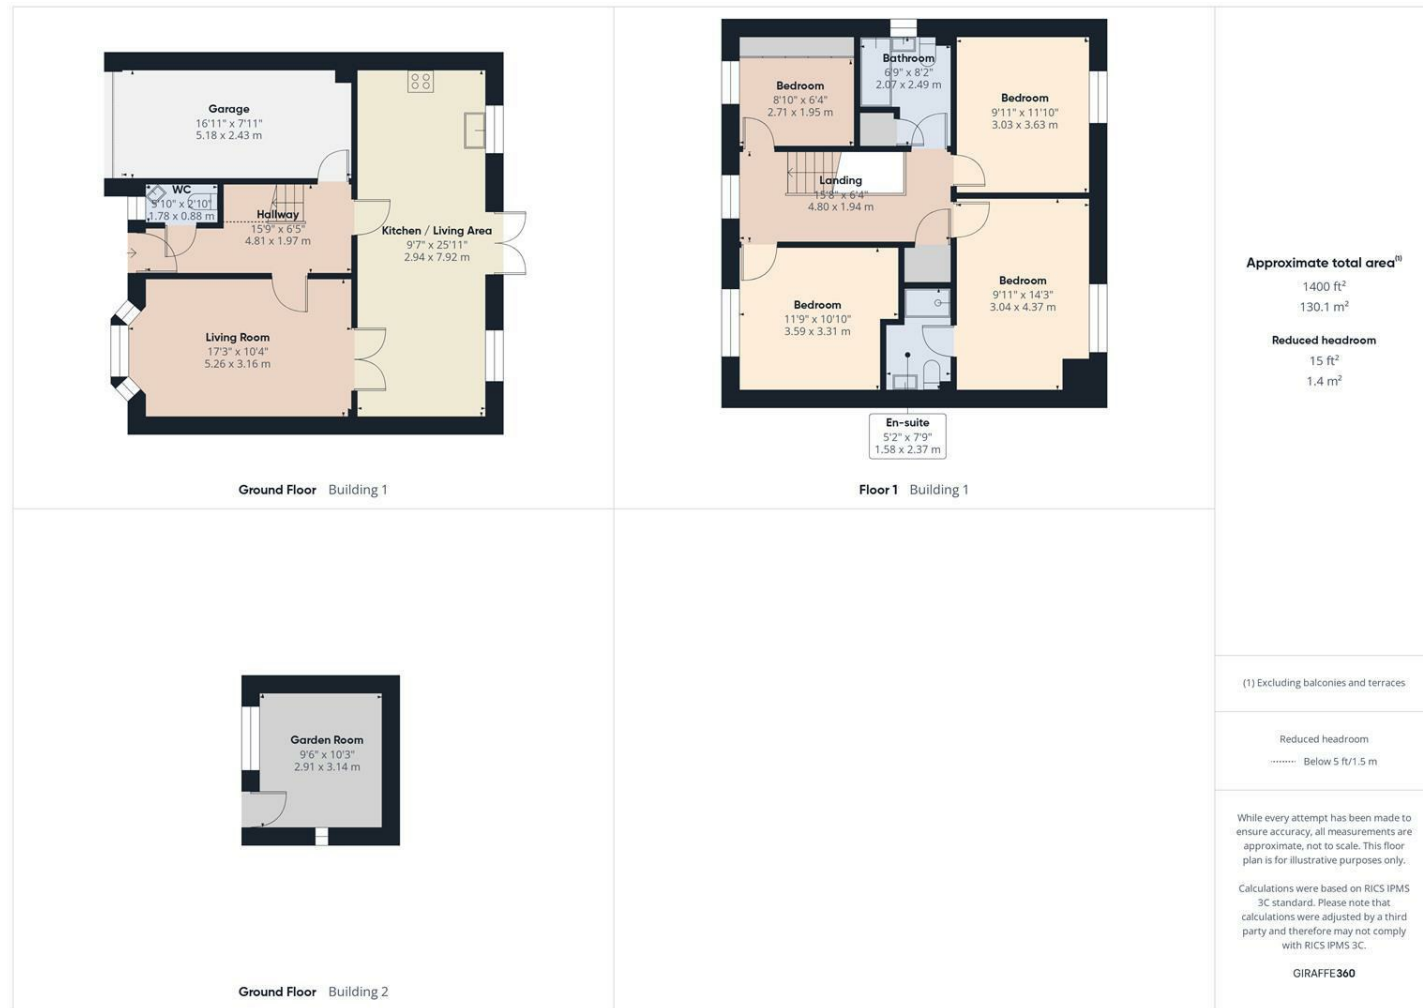 Garage
16'11" x 7'11"
5.18 x 2.43 m
WC
5'10" x 2'10"
1.78 x 0.88 m
Hallway
15'9" x 6'5"
4.81 x 1.97 m
Kitchen / Living Area
9'7" x 25'11"
2.94 x 7.92 m
Living Room
17'3" x 10'4"
5.26 x 3.16 m
Ground Floor Building 1
Bedroom
8'10" x 6'4"
2.71 x 1.95 m
Bathroom
6'9" x 8'2"
2.07 x 2.49 m
Bedroom
9'11" x 11'10"
3.03 x 3.63 m
Landing
15'8" x 6'4"
4.80 x 1.94 m
Bedroom
11'9" x 10'10"
3.59 x 3.31 m
Bedroom
9'11" x 14'3"
3.04 x 4.37 m
En-suite
5'2" x 7'9"
1.58 x 2.37 m
Floor 1 Building 1
Garden Room
9'6" x 10'3"
2.91 x 3.14 m
Ground Floor Building 2
Approximate total area(1)
1400 ft²
130.1 m²
Reduced headroom
15 ft²
1.4 m²
(1) Excluding balconies and terraces
Reduced headroom
Below 5 ft/1.5 m
While every attempt has been made to
ensure accuracy, all measurements are
approximate, not to scale. This floor
plan is for illustrative purposes only.
Calculations were based on RICS IPMS
3C standard. Please note that
calculations were adjusted by a third
party and therefore may not comply
with RICS IPMS 3C.
GIRAFFE360